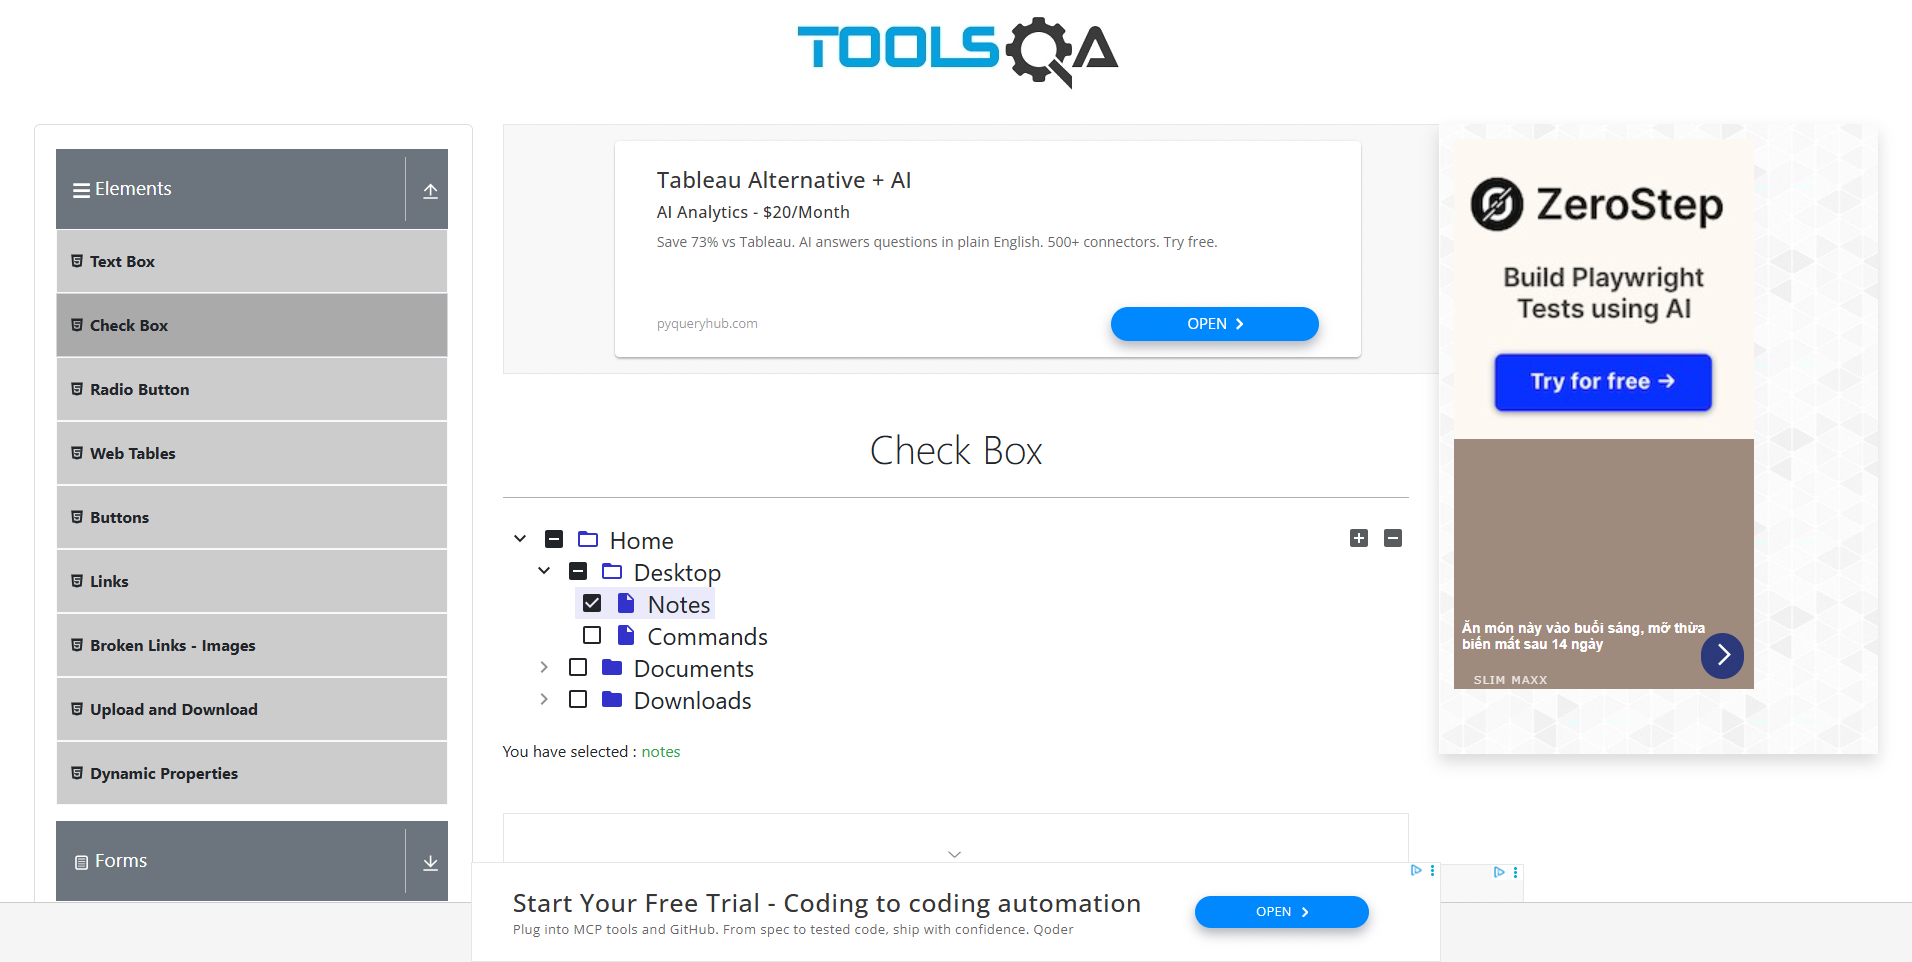 TOOLSQA
Elements
Text Box
Check Box
Radio Button
Web Tables
Buttons
Links
Broken Links - Images
Upload and Download
Dynamic Properties
Forms
Tableau Alternative + AI
AI Analytics - $20/Month
Save 73% vs Tableau. AI answers questions in plain English. 500+ connectors. Try free.
pyqueryhub.com
OPEN
Check Box
Home
Desktop
Notes
Commands
Documents
Downloads
You have selected : notes
ZeroStep
Build Playwright
Tests using AI
Try for free →
Ăn món này vào buổi sáng, mỡ thừa
biến mất sau 14 ngày
SLIM MAXX
Start Your Free Trial - Coding to coding automation
Plug into MCP tools and GitHub. From spec to tested code, ship with confidence. Qoder
OPEN